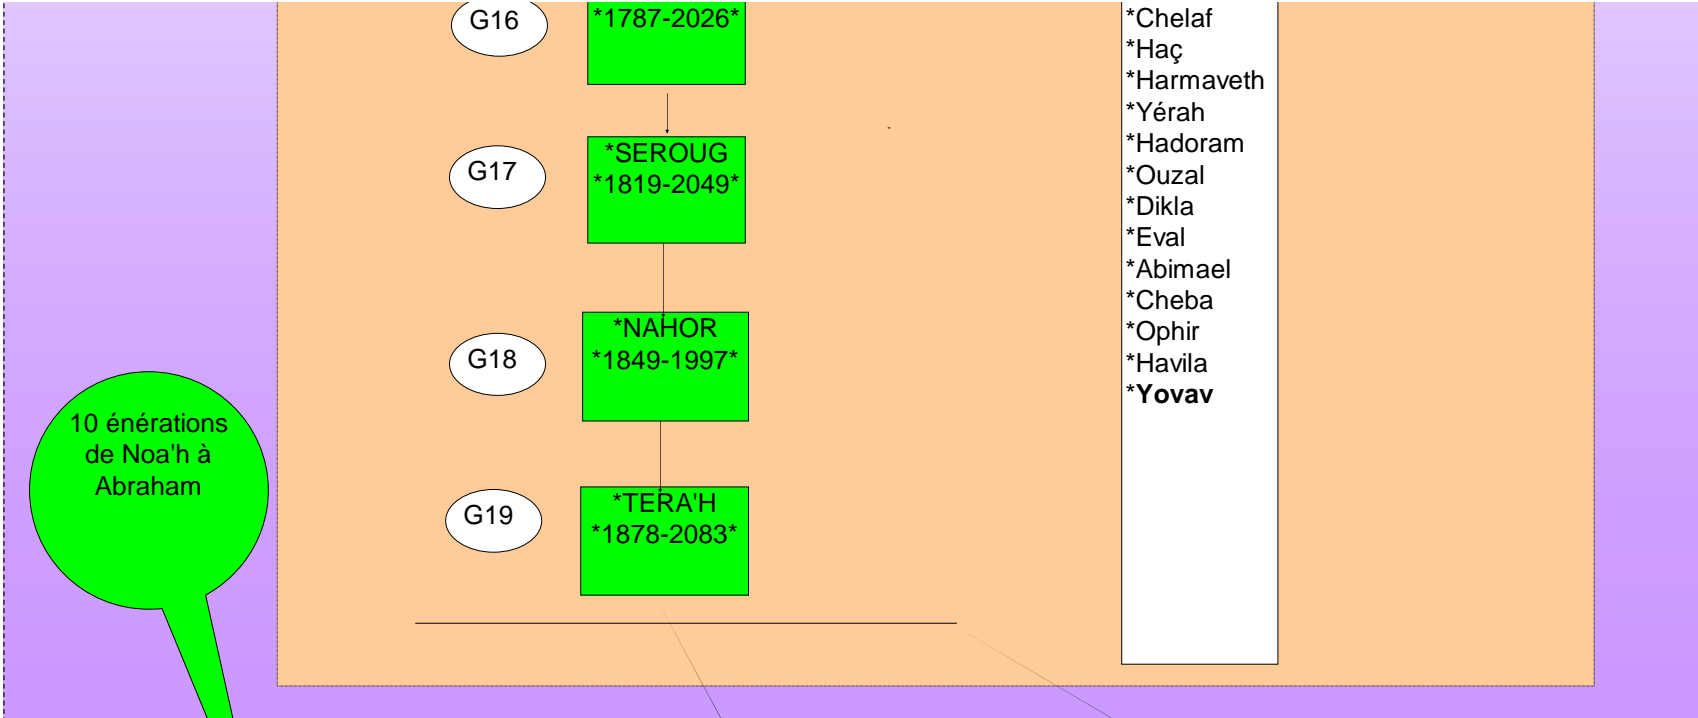 G16
*1787-2026*
G17
*SEROUG
*1819-2049*
G18
*NAHOR
*1849-1997*
G19
*TERA'H
*1878-2083*
10 énérations
de Noa'h à
Abraham
*Chelaf
*Haç
*Harmaveth
*Yérah
*Hadoram
*Ouzal
*Dikla
*Eval
*Abimael
*Cheba
*Ophir
*Havila
*Yovav